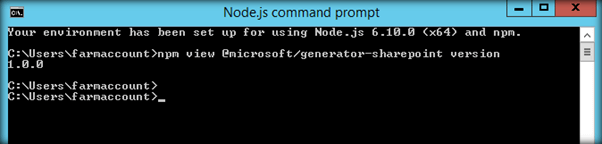 Node.js command prompt
Your environment has been set up for using Node.js 6.10.0 (x64) and npm.
C:\Users\farmaccount>npm view @microsoft/generator-sharepoint version
1.0.0
C:\Users\farmaccount>
C:\Users\farmaccount>_